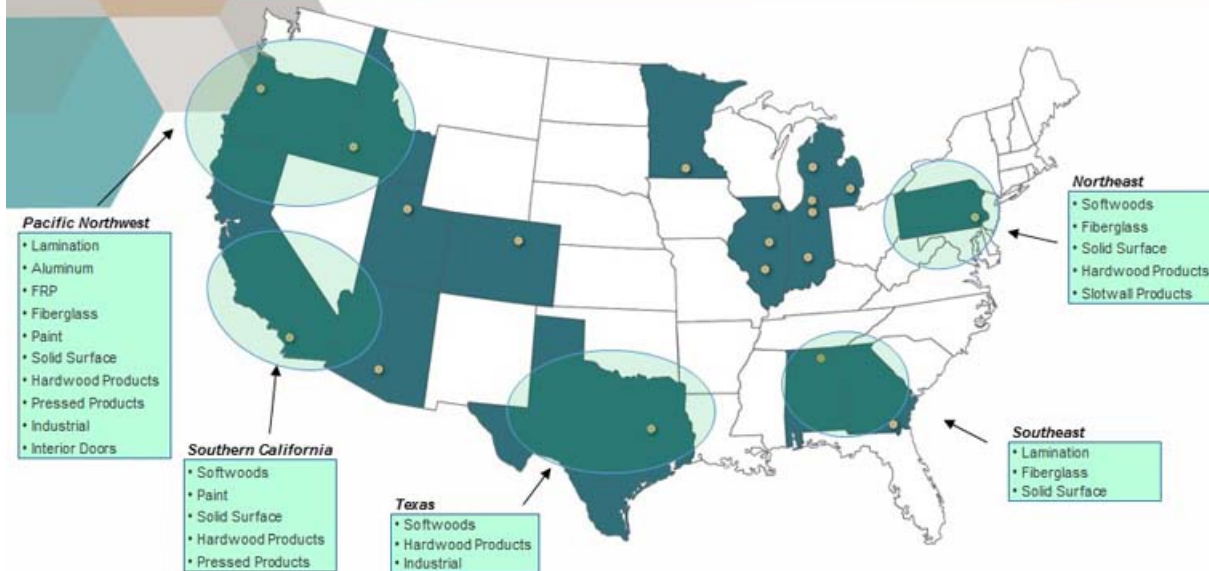 Pacific Northwest
• Lamination
• Aluminum
• FRP
• Fiberglass
• Paint
• Solid Surface
• Hardwood Products
• Pressed Products
• Industrial
• Interior Doors
Southern California
• Softwoods
• Paint
• Solid Surface
• Hardwood Products
• Pressed Products
Texas
• Softwoods
• Hardwood Products
• Industrial
Northeast
• Softwoods
• Fiberglass
• Solid Surface
• Hardwood Products
• Slotwall Products
Southeast
• Lamination
• Fiberglass
• Solid Surface